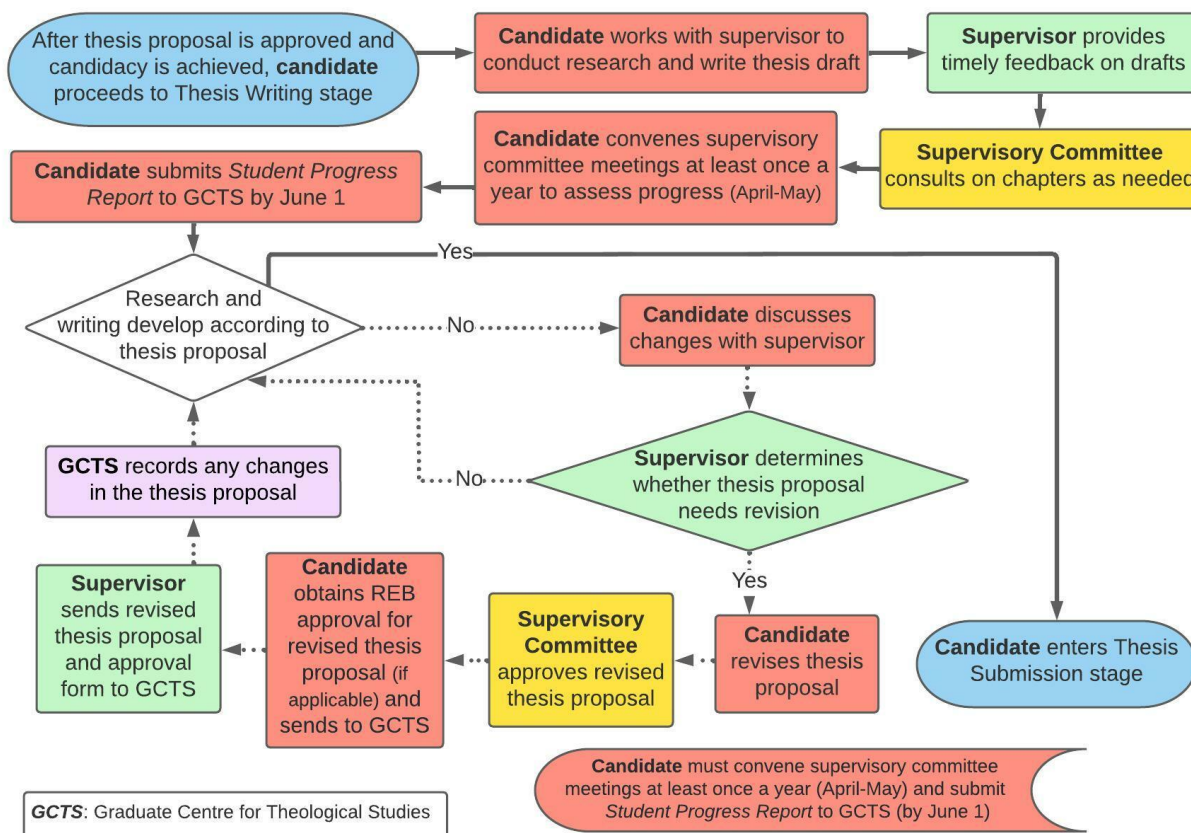 After thesis proposal is approved and
candidacy is achieved, candidate
proceeds to Thesis Writing stage
Candidate works with supervisor to
conduct research and write thesis draft
Supervisor provides
timely feedback on drafts
Supervisory Committee
consults on chapters as needed
Candidate convenes supervisory
committee meetings at least once a
year to assess progress (April-May)
Candidate submits Student Progress
Report to GCTS by June 1
Research and
writing develop according to
thesis proposal
Yes
No
Candidate discusses
changes with supervisor
Supervisor determines
whether thesis proposal
needs revision
No
Yes
Candidate
revises thesis
proposal
Supervisory
Committee
approves revised
thesis proposal
Candidate
obtains REB
approval for
revised thesis
proposal (if
applicable) and
sends to GCTS
Supervisor
sends revised
thesis proposal
and approval
form to GCTS
GCTS records any changes
in the thesis proposal
Candidate enters Thesis
Submission stage
Candidate must convene supervisory committee
meetings at least once a year (April-May) and submit
Student Progress Report to GCTS (by June 1)
GCTS: Graduate Centre for Theological Studies